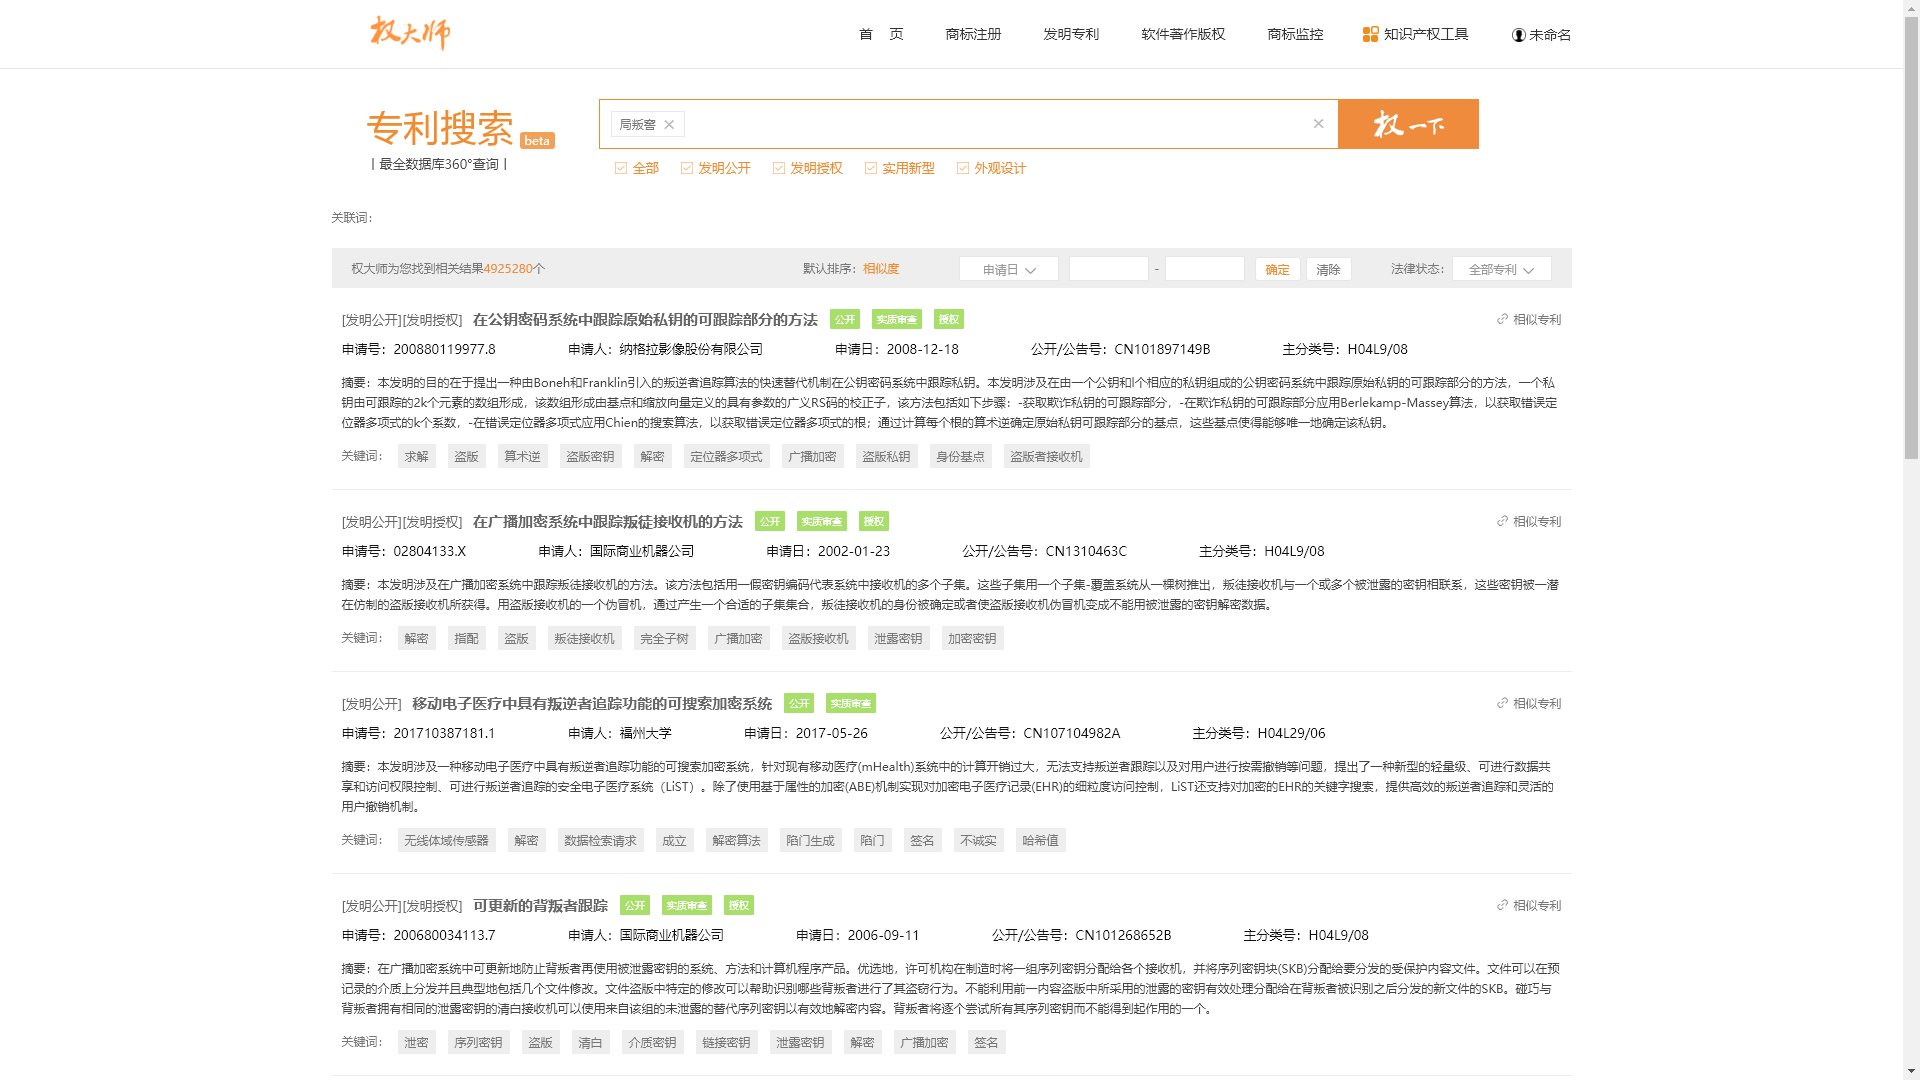 权大师
首 页 商标注册 发明专利 软件著作版权 商标监控 知识产权工具 未命名
专利搜索 beta
| 最全数据库360°查询 |
局叛窖
权一下
全部 发明公开 发明授权 实用新型 外观设计
关联词：
权大师为您找到相关结果4925280个 默认排序：相似度 申请日 - 确定 清除 法律状态： 全部专利
[发明公开][发明授权] 在公钥密码系统中跟踪原始私钥的可跟踪部分的方法 公开 实质审查 授权 相似专利
申请号：200880119977.8 申请人：纳格拉影像股份有限公司 申请日：2008-12-18 公开/公告号：CN101897149B 主分类号：H04L9/08
摘要：本发明的目的在于提出一种由Boneh和Franklin引入的叛逆者追踪算法的快速替代机制在公钥密码系统中跟踪私钥。本发明涉及在由一个公钥和l个相应的私钥组成的公钥密码系统中跟踪原始私钥的可跟踪部分的方法，一个私
钥由可跟踪的2k个元素的数组形成，该数组形成由基点和缩放向量定义的具有参数的广义RS码的校正子，该方法包括如下步骤：-获取欺诈私钥的可跟踪部分，-在欺诈私钥的可跟踪部分应用Berlekamp-Massey算法，以获取错误定
位器多项式的k个系数，-在错误定位器多项式应用Chien的搜索算法，以获取错误定位器多项式的根；通过计算每个根的算术逆确定原始私钥可跟踪部分的基点，这些基点使得能够唯一地确定该私钥。
关键词： 求解 盗版 算术逆 盗版密钥 解密 定位器多项式 广播加密 盗版私钥 身份基点 盗版者接收机
[发明公开][发明授权] 在广播加密系统中跟踪叛徒接收机的方法 公开 实质审查 授权 相似专利
申请号：02804133.X 申请人：国际商业机器公司 申请日：2002-01-23 公开/公告号：CN1310463C 主分类号：H04L9/08
摘要：本发明涉及在广播加密系统中跟踪叛徒接收机的方法。该方法包括用一假密钥编码代表系统中接收机的多个子集。这些子集用一个子集-覆盖系统从一棵树推出，叛徒接收机与一个或多个被泄露的密钥相联系，这些密钥被一潜
在仿制的盗版接收机所获得。用盗版接收机的一个伪冒机，通过产生一个合适的子集集合，叛徒接收机的身份被确定或者使盗版接收机伪冒机变成不能用被泄露的密钥解密数据。
关键词： 解密 指配 盗版 叛徒接收机 完全子树 广播加密 盗版接收机 泄露密钥 加密密钥
[发明公开] 移动电子医疗中具有叛逆者追踪功能的可搜索加密系统 公开 实质审查 相似专利
申请号：201710387181.1 申请人：福州大学 申请日：2017-05-26 公开/公告号：CN107104982A 主分类号：H04L29/06
摘要：本发明涉及一种移动电子医疗中具有叛逆者追踪功能的可搜索加密系统，针对现有移动医疗(mHealth)系统中的计算开销过大，无法支持叛逆者跟踪以及对用户进行按需撤销等问题，提出了一种新型的轻量级、可进行数据共
享和访问权限控制、可进行叛逆者追踪的安全电子医疗系统（LiST）。除了使用基于属性的加密(ABE)机制实现对加密电子医疗记录(EHR)的细粒度访问控制，LiST还支持对加密的EHR的关键字搜索，提供高效的叛逆者追踪和灵活的
用户撤销机制。
关键词： 无线体域传感器 解密 数据检索请求 成立 解密算法 陷门生成 陷门 签名 不诚实 哈希值
[发明公开][发明授权] 可更新的背叛者跟踪 公开 实质审查 授权 相似专利
申请号：200680034113.7 申请人：国际商业机器公司 申请日：2006-09-11 公开/公告号：CN101268652B 主分类号：H04L9/08
摘要：在广播加密系统中可更新地防止背叛者再使用被泄露密钥的系统、方法和计算机程序产品。优选地，许可机构在制造时将一组序列密钥分配给各个接收机，并将序列密钥块(SKB)分配给要分发的受保护内容文件。文件可以在预
记录的介质上分发并且典型地包括几个文件修改。文件盗版中特定的修改可以帮助识别哪些背叛者进行了其盗窃行为。不能利用前一内容盗版中所采用的泄露的密钥有效处理分配给在背叛者被识别之后分发的新文件的SKB。碰巧与
背叛者拥有相同的泄露密钥的清白接收机可以使用来自该组的未泄露的替代序列密钥以有效地解密内容。背叛者将逐个尝试所有其序列密钥而不能得到起作用的一个。
关键词： 泄密 序列密钥 盗版 清白 介质密钥 链接密钥 泄露密钥 解密 广播加密 签名